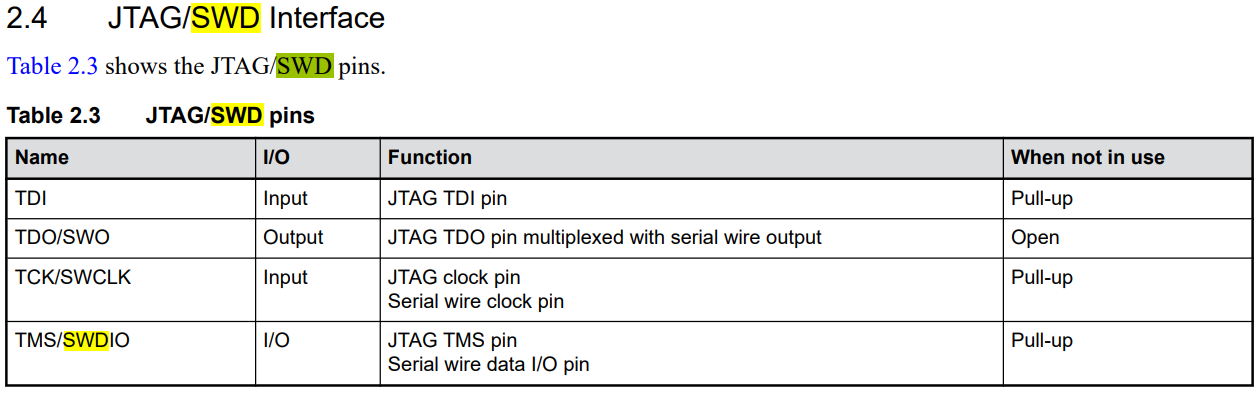 2.4 JTAG/SWD Interface
Table 2.3 shows the JTAG/SWD pins.
Table 2.3 JTAG/SWD pins
Name I/O Function When not in use
TDI Input JTAG TDI pin Pull-up
TDO/SWO Output JTAG TDO pin multiplexed with serial wire output Open
TCK/SWCLK Input JTAG clock pin Pull-up
Serial wire clock pin
TMS/SWDIO I/O JTAG TMS pin Pull-up
Serial wire data I/O pin